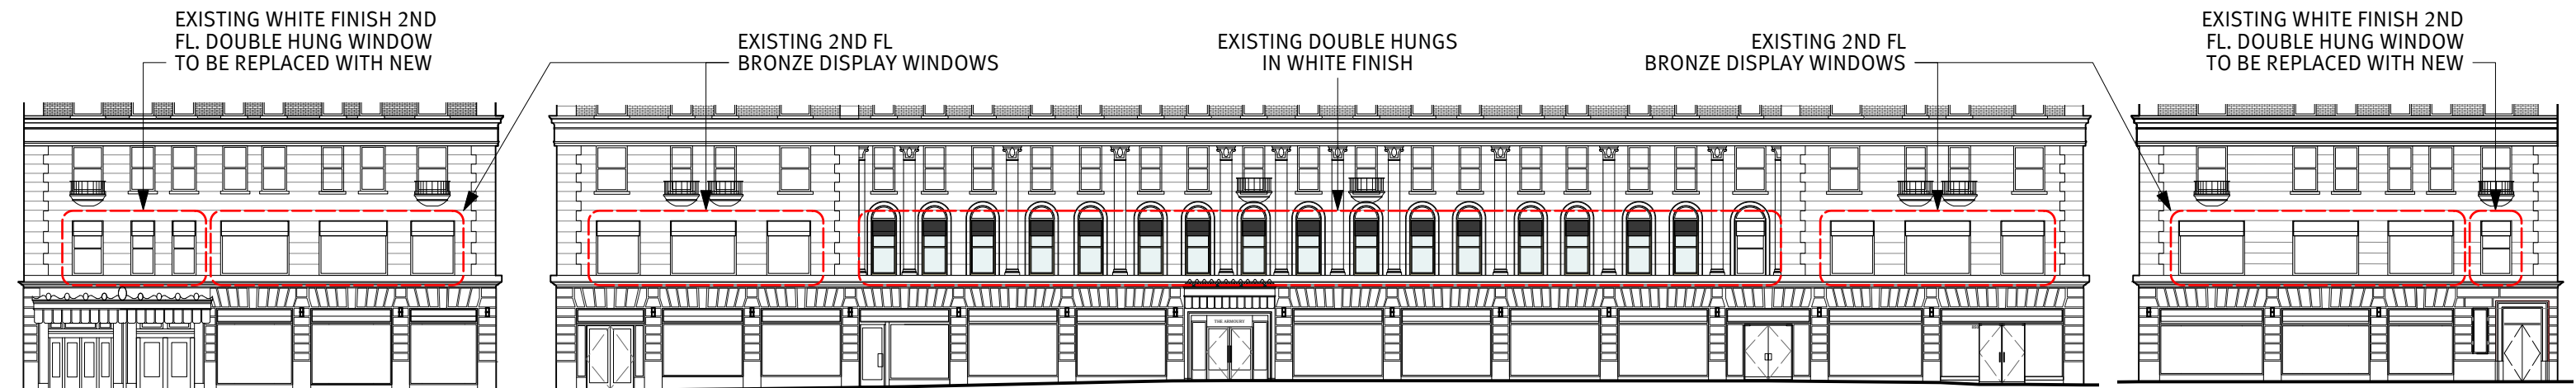 EXISTING WHITE FINISH 2ND
FL. DOUBLE HUNG WINDOW
TO BE REPLACED WITH NEW
EXISTING 2ND FL
BRONZE DISPLAY WINDOWS
EXISTING DOUBLE HUNGS
IN WHITE FINISH
EXISTING 2ND FL
BRONZE DISPLAY WINDOWS
EXISTING WHITE FINISH 2ND
FL. DOUBLE HUNG WINDOW
TO BE REPLACED WITH NEW
THE ARMOURY